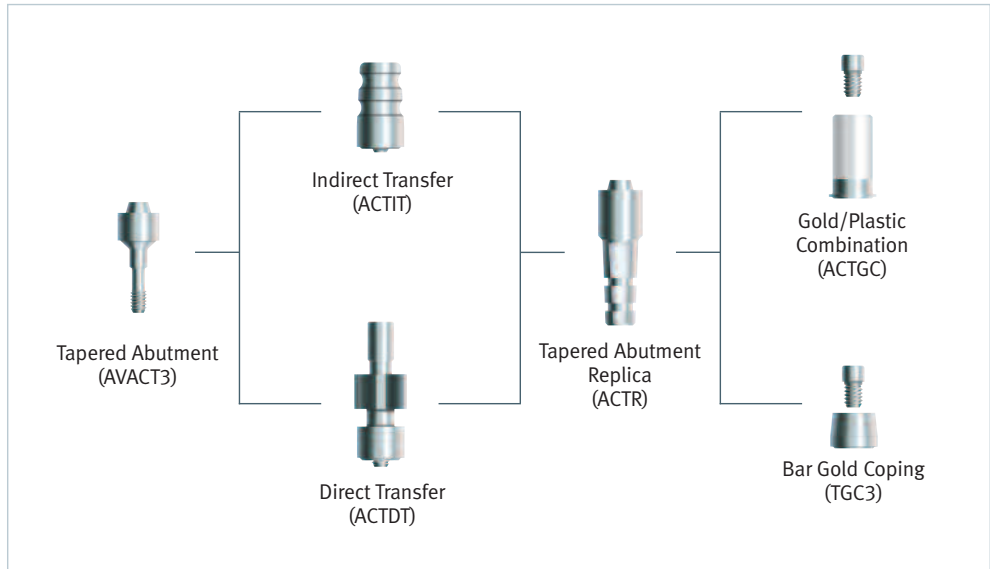 Indirect Transfer
(ACTIT)
Gold/Plastic
Combination
(ACTGC)
Tapered Abutment
(AVACT3)
Tapered Abutment
Replica
(ACTR)
Direct Transfer
(ACTDT)
Bar Gold Coping
(TGC3)